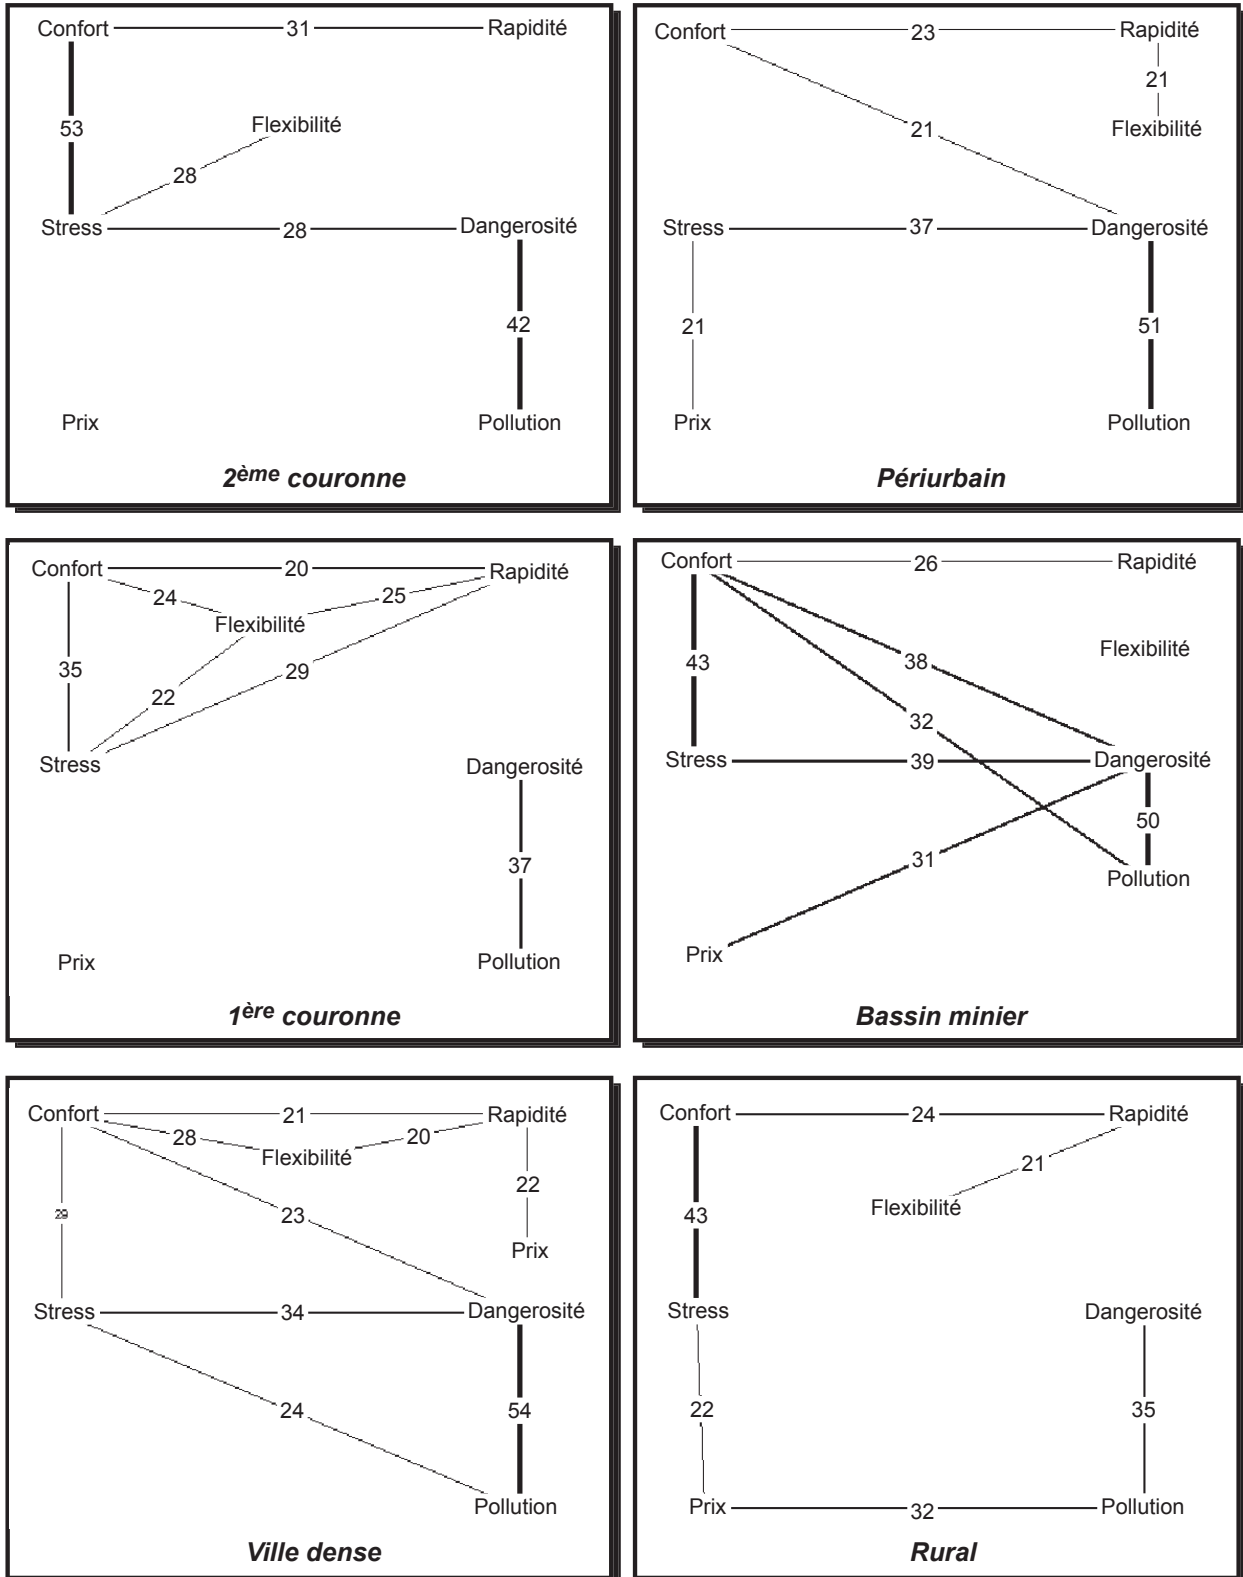 Confort 31 Rapidité
53
Flexibilité
28
Stress 28 Dangerosité
42
Prix Pollution
2ème couronne
Confort 23 Rapidité
21
21 Flexibilité
Stress 37 Dangerosité
21 51
Prix Pollution
Périurbain
Confort 20 Rapidité
24 25
Flexibilité
35 29
22
Stress Dangerosité
37
Prix Pollution
1ère couronne
Confort 26 Rapidité
Flexibilité
43 38
32
Stress 39 Dangerosité
50
31
Pollution
Prix
Bassin minier
Confort 21 Rapidité
28 20
Flexibilité
22
29 23
Prix
Stress 34 Dangerosité
24 54
Pollution
Ville dense
Confort 24 Rapidité
21
Flexibilité
43
Stress Dangerosité
22 35
Prix 32 Pollution
Rural